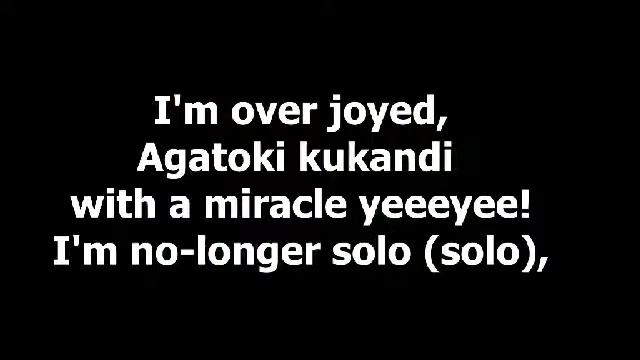 I'm over joyed,
Agatoki kukandi
with a miracle yeeeyee!
I'm no-longer solo (solo),